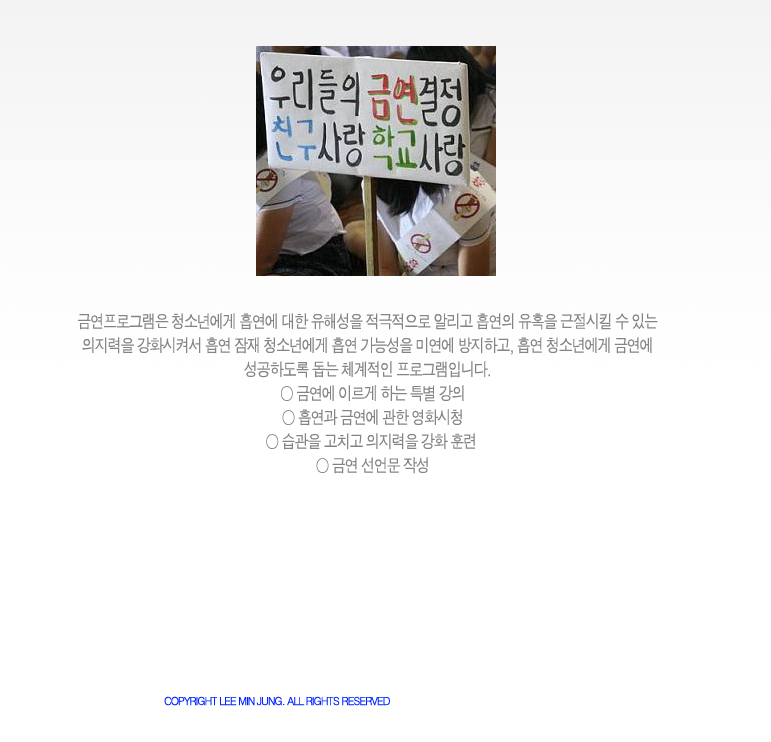 우리들의 금연결정
친구사랑 학교사랑
금연프로그램은 청소년에게 흡연에 대한 유해성을 적극적으로 알리고 흡연의 유혹을 근절시킬 수 있는
의지력을 강화시켜서 흡연 잠재 청소년에게 흡연 가능성을 미연에 방지하고, 흡연 청소년에게 금연에
성공하도록 돕는 체계적인 프로그램입니다.
○ 금연에 이르게 하는 특별 강의
○ 흡연과 금연에 관한 영화시청
○ 습관을 고치고 의지력을 강화 훈련
○ 금연 선언문 작성
COPYRIGHT LEE MIN JUNG. ALL RIGHTS RESERVED